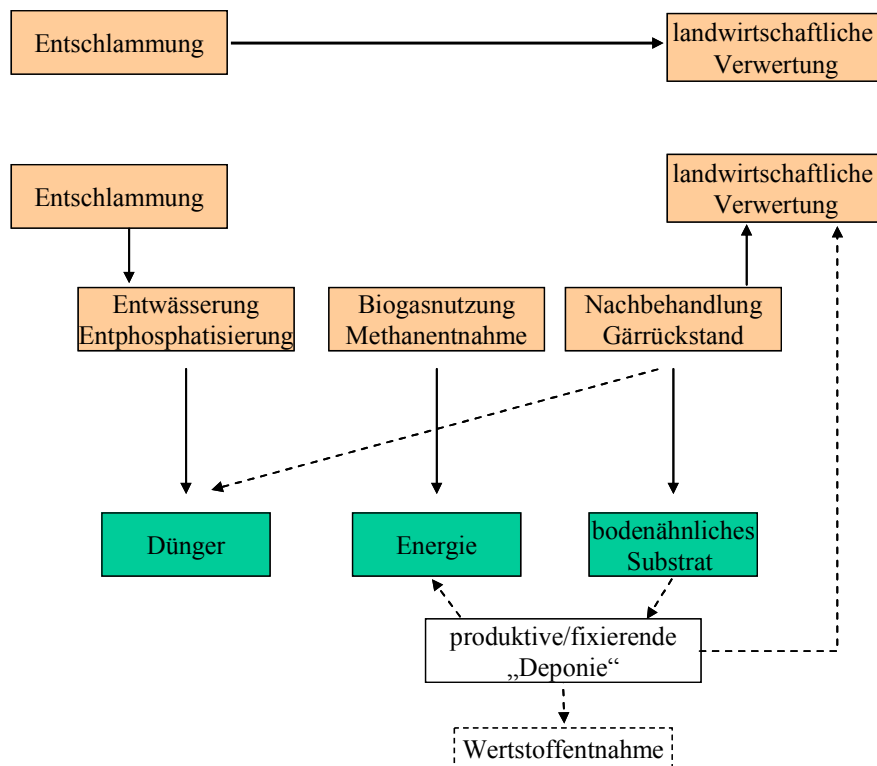 Entschlammung
landwirtschaftliche
Verwertung
Entschlammung
landwirtschaftliche
Verwertung
Entwässerung
Entphosphatisierung
Biogasnutzung
Methanentnahme
Nachbehandlung
Gärrückstand
Dünger
Energie
bodenähnliches
Substrat
produktive/fixierende
„Deponie“
Wertstoffentnahme